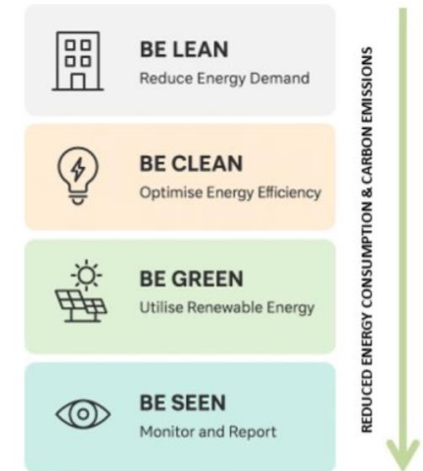 BE LEAN
Reduce Energy Demand
BE CLEAN
Optimise Energy Efficiency
BE GREEN
Utilise Renewable Energy
BE SEEN
Monitor and Report
REDUCED ENERGY CONSUMPTION & CARBON EMISSIONS